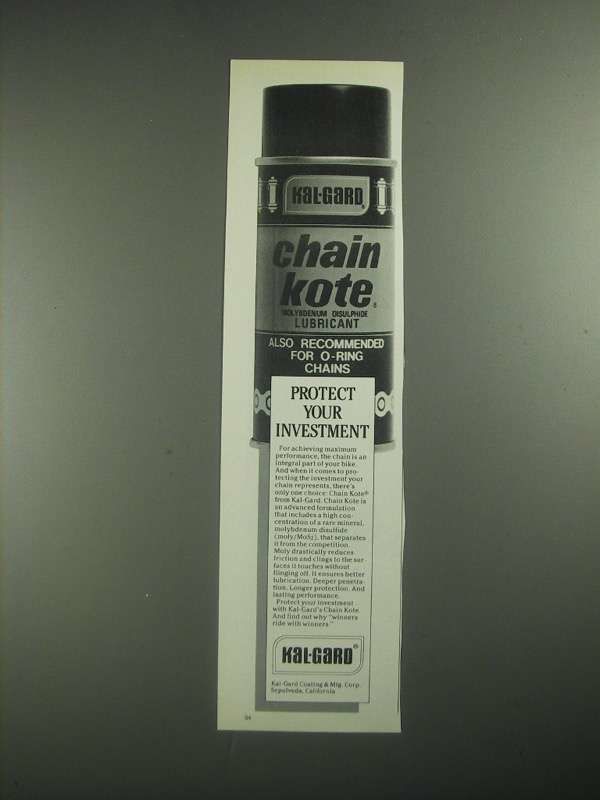 KAL-GARD®
chain
kote®
MOLYBDENUM DISULPHIDE
LUBRICANT
ALSO RECOMMENDED
FOR O-RING
CHAINS
PROTECT
YOUR
INVESTMENT
For achieving maximum
performance, the chain is an
integral part of your bike.
And when it comes to pro-
tecting the investment your
chain represents, there's
only one choice: Chain Kote®
from Kal-Gard. Chain Kote is
an advanced formulation
that includes a high con-
centration of a rare mineral,
molybdenum disulfide
(moly/MoS2), that separates
it from the competition.
Moly drastically reduces
friction and clings to the sur
faces it touches without
flinging off. It ensures better
lubrication. Deeper penetra-
tion. Longer protection. And
lasting performance.
Protect your investment
with Kal-Gard's Chain Kote.
And find out why "winners
ride with winners."
KAL-GARD®
Kal-Gard Coating & Mfg. Corp.
Sepulveda, California